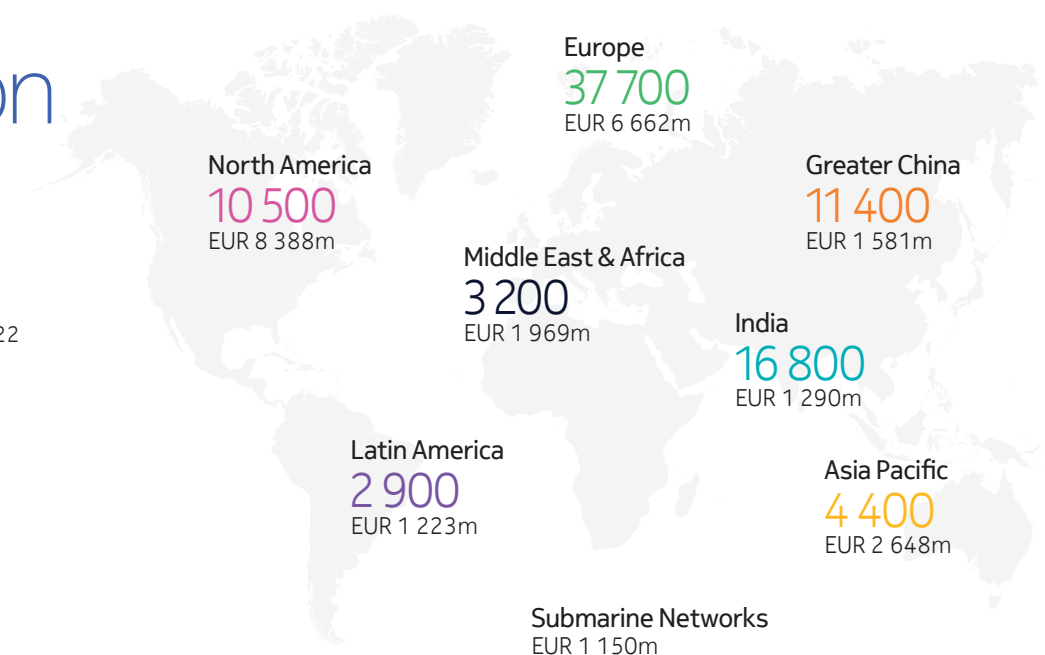 on
22
Europe
37 700
EUR 6 662m
North America
10 500
EUR 8 388m
Greater China
11 400
EUR 1 581m
Middle East & Africa
3 200
EUR 1 969m
India
16 800
EUR 1 290m
Latin America
2 900
EUR 1 223m
Asia Pacific
4 400
EUR 2 648m
Submarine Networks
EUR 1 150m